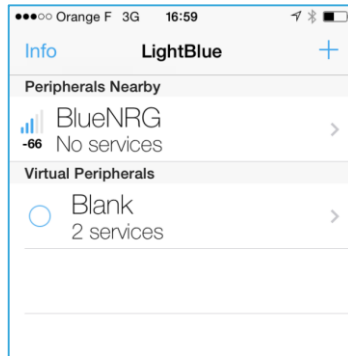 Orange F 3G 16:59
Info LightBlue +
Peripherals Nearby
BlueNRG
-66 No services
Virtual Peripherals
Blank
2 services